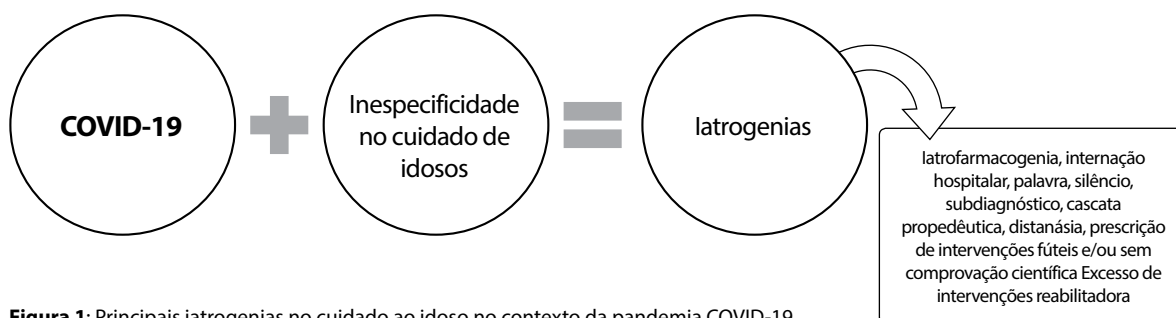 COVID-19
Inespecificidade
no cuidado de
idosos
Iatrogenias
Iatrofarmacogenia, internação
hospitalar, palavra, silêncio,
subdiagnóstico, cascata
propedêutica, distanásia, prescrição
de intervenções fúteis e/ou sem
comprovação científica Excesso de
intervenções reabilitadora
Figura 1: Principais iatrogenias no cuidado ao idoso no contexto da pandemia COVID-19